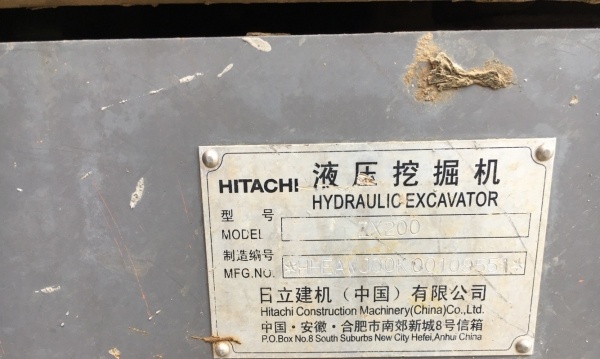 HITACHI 液压挖掘机
HYDRAULIC EXCAVATOR
型号
MODEL ZX200
制造编号
MFG.NO.
日立建机（中国）有限公司
Hitachi Construction Machinery(China)Co.,Ltd.
中国·安徽·合肥市南郊新城8号信箱
P.O.Box No.8 South Suburbs New City Hefei,Anhui China